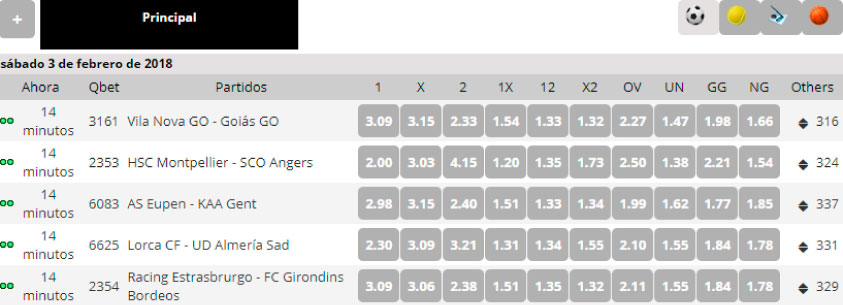 + Principal
sábado 3 de febrero de 2018
Ahora Qbet Partidos 1 X 2 1X 12 X2 OV UN GG NG Others
14 minutos 3161 Vila Nova GO - Goiás GO 3.09 3.15 2.33 1.54 1.33 1.32 2.27 1.47 1.98 1.66 316
14 minutos 2353 HSC Montpellier - SCO Angers 2.00 3.03 4.15 1.20 1.35 1.73 2.50 1.38 2.21 1.54 324
14 minutos 6083 AS Eupen - KAA Gent 2.98 3.15 2.40 1.51 1.33 1.34 1.99 1.62 1.77 1.85 337
14 minutos 6625 Lorca CF - UD Almería Sad 2.30 3.09 3.21 1.31 1.34 1.55 2.10 1.55 1.84 1.78 331
14 minutos 2354 Racing Estrasbrurgo - FC Girondins Bordeos 3.09 3.06 2.38 1.51 1.35 1.32 2.11 1.55 1.84 1.78 329